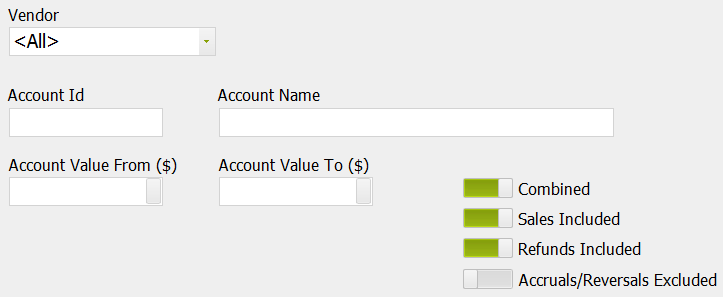 Vendor
<All>
Account Id Account Name
Account Value From ($) Account Value To ($)
Combined
Sales Included
Refunds Included
Accruals/Reversals Excluded